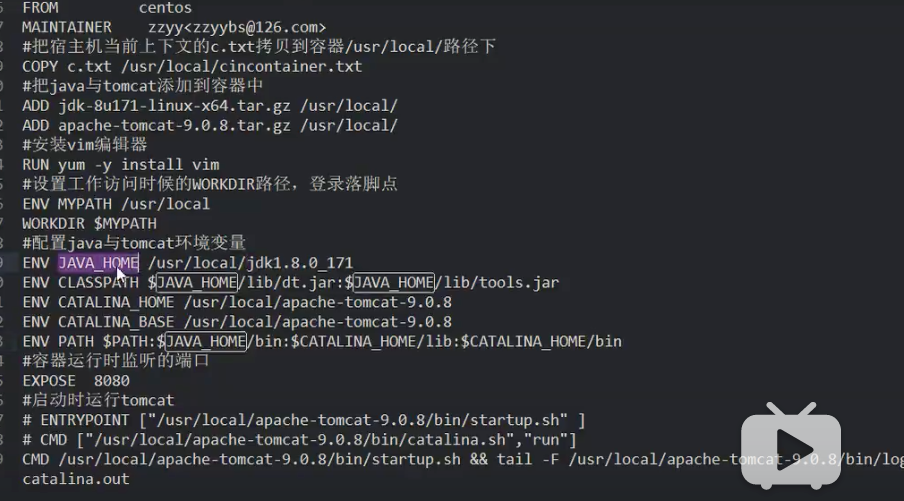 FROM centos
MAINTAINER zzyy<zzyybs@126.com>
#把宿主机当前上下文的c.txt拷贝到容器/usr/local/路径下
COPY c.txt /usr/local/cincontainer.txt
#把java与tomcat添加到容器中
ADD jdk-8u171-linux-x64.tar.gz /usr/local/
ADD apache-tomcat-9.0.8.tar.gz /usr/local/
#安装vim编辑器
RUN yum -y install vim
#设置工作访问时候的WORKDIR路径，登录落脚点
ENV MYPATH /usr/local
WORKDIR $MYPATH
#配置java与tomcat环境变量
ENV JAVA_HOME /usr/local/jdk1.8.0_171
ENV CLASSPATH $JAVA_HOME/lib/dt.jar:$JAVA_HOME/lib/tools.jar
ENV CATALINA_HOME /usr/local/apache-tomcat-9.0.8
ENV CATALINA_BASE /usr/local/apache-tomcat-9.0.8
ENV PATH $PATH:$JAVA_HOME/bin:$CATALINA_HOME/lib:$CATALINA_HOME/bin
#容器运行时监听的端口
EXPOSE 8080
#启动时运行tomcat
# ENTRYPOINT ["/usr/local/apache-tomcat-9.0.8/bin/startup.sh" ]
# CMD ["/usr/local/apache-tomcat-9.0.8/bin/catalina.sh","run"]
CMD /usr/local/apache-tomcat-9.0.8/bin/startup.sh && tail -F /usr/local/apache-tomcat-9.0.8/bin/log
catalina.out